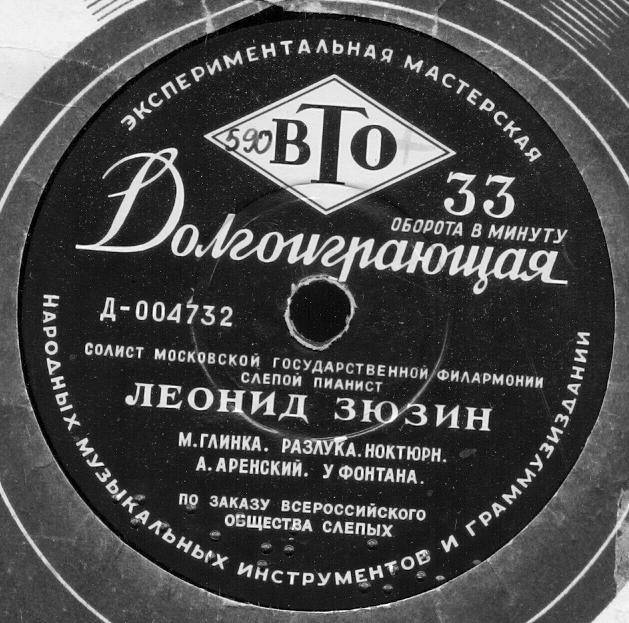 ЭКСПЕРИМЕНТАЛЬНАЯ МАСТЕРСКАЯ
590
ВТО
33
ОБОРОТА В МИНУТУ
Долгоиграющая
Д-004732
СОЛИСТ МОСКОВСКОЙ ГОСУДАРСТВЕННОЙ ФИЛАРМОНИИ
СЛЕПОЙ ПИАНИСТ
ЛЕОНИД ЗЮЗИН
М.ГЛИНКА. РАЗЛУКА. НОКТЮРН.
А.АРЕНСКИЙ. У ФОНТАНА.
ПО ЗАКАЗУ ВСЕРОССИЙСКОГО
ОБЩЕСТВА СЛЕПЫХ
НАРОДНЫХ МУЗЫКАЛЬНЫХ ИНСТРУМЕНТОВ И ГРАММУЗИЗДАНИИ